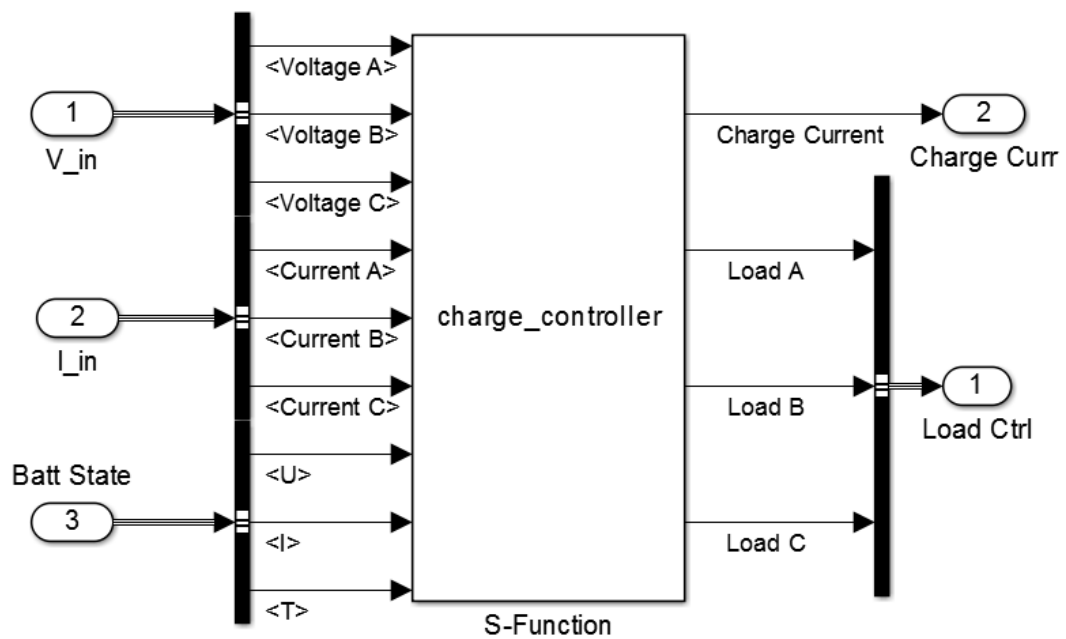 1
V_in
2
I_in
Batt State
3
<Voltage A>
<Voltage B>
<Voltage C>
<Current A>
<Current B>
<Current C>
<U>
<I>
<T>
charge_controller
S-Function
Charge Current
Load A
Load B
Load C
2
Charge Curr
1
Load Ctrl